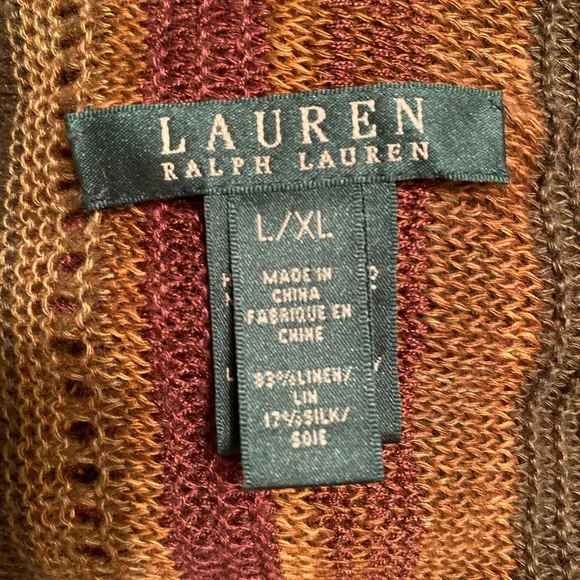 LAUREN
RALPH LAUREN
L/XL
MADE IN
CHINA
FABRIQUE EN
CHINE
83%LINEN/
LIN
17%SILK/
SOIE